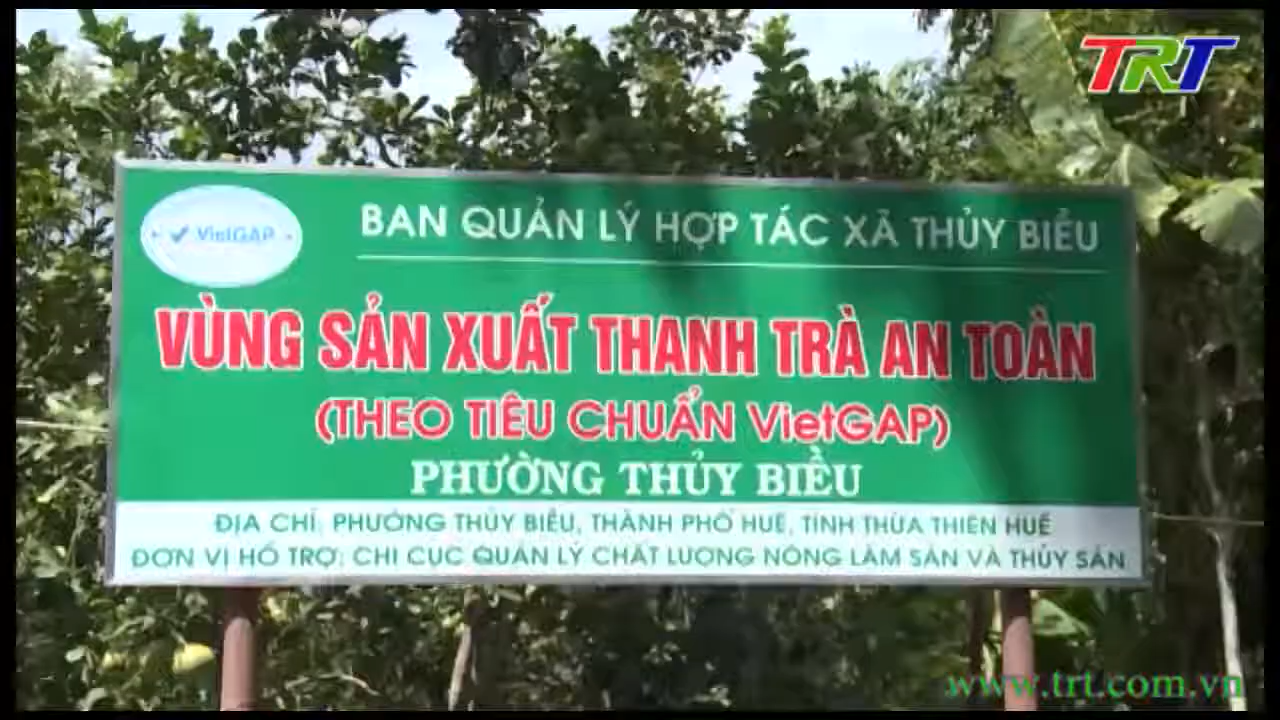 TRT
VietGAP
BAN QUẢN LÝ HỢP TÁC XÃ THỦY BIỀU
VÙNG SẢN XUẤT THANH TRÀ AN TOÀN
(THEO TIÊU CHUẨN VietGAP)
PHƯỜNG THỦY BIỀU
ĐỊA CHỈ: PHƯỜNG THỦY BIỀU, THÀNH PHỐ HUẾ, TỈNH THỪA THIÊN HUẾ
ĐƠN VỊ HỖ TRỢ: CHI CỤC QUẢN LÝ CHẤT LƯỢNG NÔNG LÂM SẢN VÀ THỦY SẢN
www.trt.com.vn